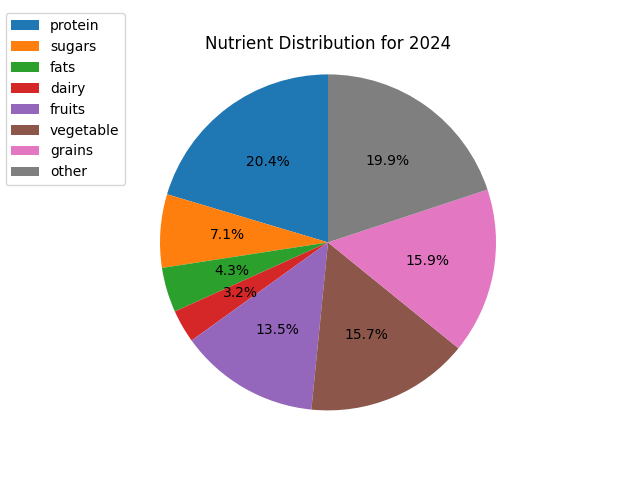 Nutrient Distribution for 2024
protein
sugars
fats
dairy
fruits
vegetable
grains
other
20.4%
19.9%
7.1%
4.3%
3.2%
15.9%
13.5%
15.7%